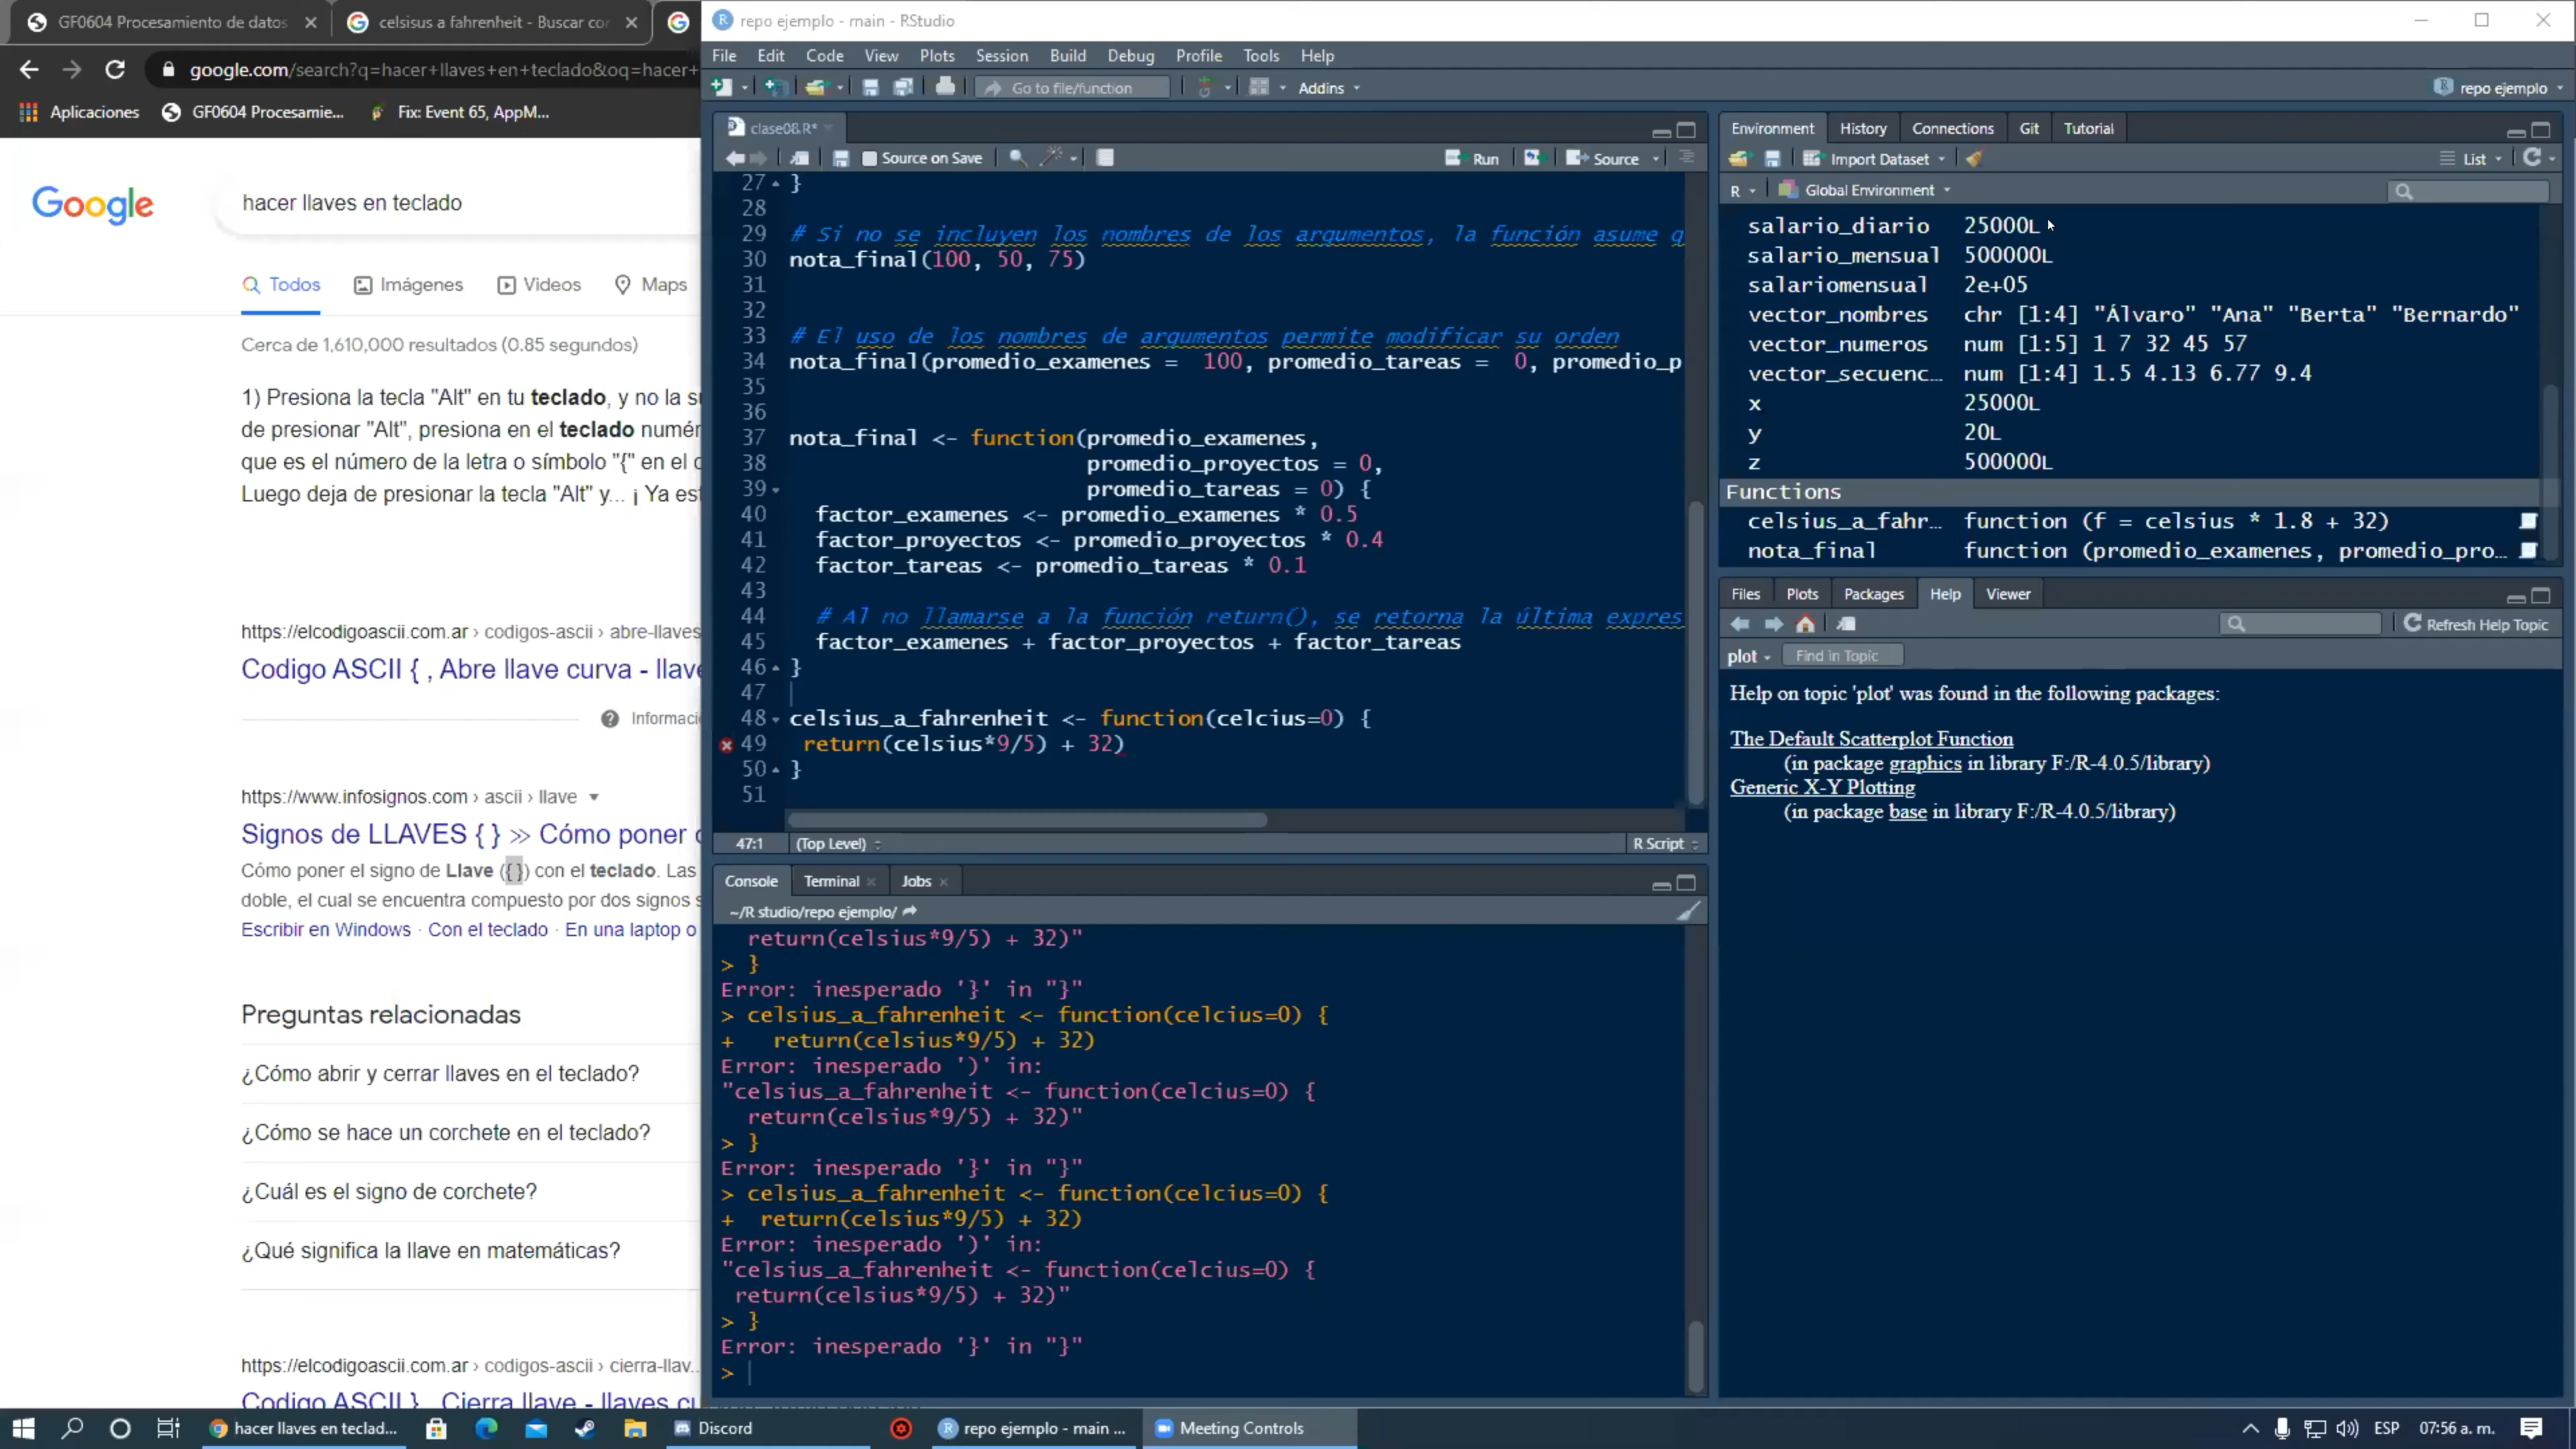 GF0604 Procesamiento de datos
celsisus a fahrenheit - Buscar con
google.com/search?q=hacer+llaves+en+teclado&oq=hacer+
Aplicaciones
GF0604 Procesamie...
Fix: Event 65, AppM...
Google
hacer llaves en teclado
Todos
Imágenes
Videos
Maps
Cerca de 1,610,000 resultados (0.85 segundos)
1) Presiona la tecla "Alt" en tu teclado, y no la
de presionar "Alt", presiona en el teclado
que es el número de la letra o símbolo "{" en el
Luego deja de presionar la tecla "Alt" y... ¡ Ya
https://elcodigoascii.com.ar › codigos-ascii › abre-llaves
Codigo ASCII { , Abre llave curva -
https://www.infosignos.com › ascii › llave
Signos de LLAVES { } ≫ Cómo poner
Cómo poner el signo de Llave ({ }) con el teclado. Las
doble, el cual se encuentra compuesto por dos signos
Escribir en Windows · Con el teclado · En una laptop o
Preguntas relacionadas
¿Cómo abrir y cerrar llaves en el teclado?
¿Cómo se hace un corchete en el teclado?
¿Cuál es el signo de corchete?
¿Qué significa la llave en matemáticas?
https://elcodigoascii.com.ar › codigos-ascii › cierra-llav...
Codigo ASCII } , Cierra llave - llaves
repo ejemplo - main - RStudio
File Edit Code View Plots Session Build Debug Profile Tools Help
Go to file/function
Addins
repo ejemplo
clase08.R*
Source on Save
Run
Source
27 }
28
29 # Si no se incluyen los nombres de los argumentos, la función asume q
30 nota_final(100, 50, 75)
31
32
33 # El uso de los nombres de argumentos permite modificar su orden
34 nota_final(promedio_examenes =  100, promedio_tareas =  0, promedio_p
35
36
37 nota_final <- function(promedio_examenes,
38 promedio_proyectos = 0,
39 promedio_tareas = 0) {
40 factor_examenes <- promedio_examenes * 0.5
41 factor_proyectos <- promedio_proyectos * 0.4
42 factor_tareas <- promedio_tareas * 0.1
43
44 # Al no llamarse a la función return(), se retorna la última expres
45 factor_examenes + factor_proyectos + factor_tareas
46 }
47
48 celsius_a_fahrenheit <- function(celcius=0) {
49 return(celsius*9/5) + 32)
50 }
51
47:1
(Top Level)
R Script
Console
Terminal
Jobs
~/R studio/repo ejemplo/
return(celsius*9/5) + 32)"
> }
Error: inesperado '}' in "}"
> celsius_a_fahrenheit <- function(celcius=0) {
+   return(celsius*9/5) + 32)
Error: inesperado ')' in:
"celsius_a_fahrenheit <- function(celcius=0) {
return(celsius*9/5) + 32)"
> }
Error: inesperado '}' in "}"
> celsius_a_fahrenheit <- function(celcius=0) {
+  return(celsius*9/5) + 32)
Error: inesperado ')' in:
"celsius_a_fahrenheit <- function(celcius=0) {
return(celsius*9/5) + 32)"
> }
Error: inesperado '}' in "}"
>
Environment
History
Connections
Git
Tutorial
Import Dataset
List
R
Global Environment
salario_diario 25000L
salario_mensual 500000L
salariomensual 2e+05
vector_nombres chr [1:4] "Álvaro" "Ana" "Berta" "Bernardo"
vector_numeros num [1:5] 1 7 32 45 57
vector_secuenc… num [1:4] 1.5 4.13 6.77 9.4
x 25000L
y 20L
z 500000L
Functions
celsius_a_fahr… function (f = celsius * 1.8 + 32)
nota_final function (promedio_examenes, promedio_pro…
Files
Plots
Packages
Help
Viewer
Refresh Help Topic
plot
Find in Topic
Help on topic 'plot' was found in the following packages:
The Default Scatterplot Function
(in package graphics in library F:/R-4.0.5/library)
Generic X-Y Plotting
(in package base in library F:/R-4.0.5/library)
hacer llaves en teclad...
Discord
repo ejemplo - main ...
Meeting Controls
ESP
07:56 a. m.